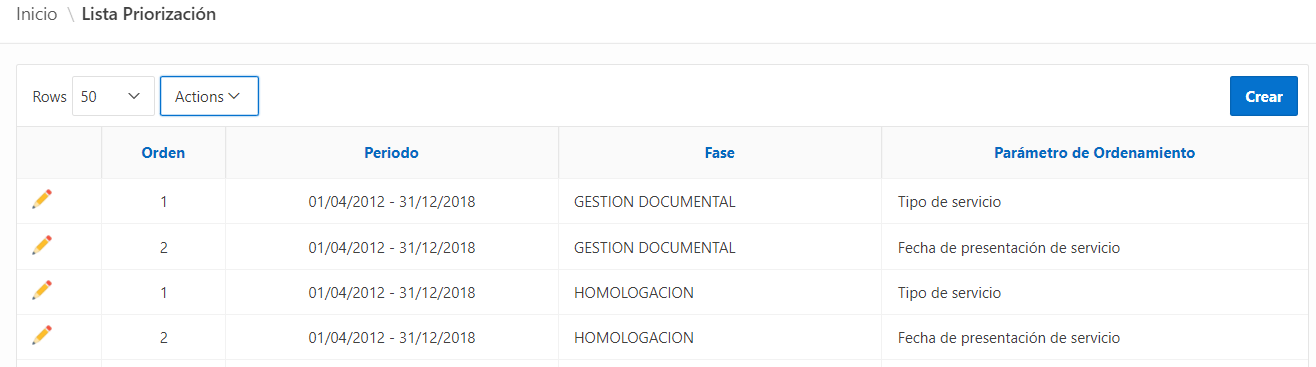 Inicio \ Lista Priorización
Rows 50 Actions Crear
Orden Periodo Fase Parámetro de Ordenamiento
1 01/04/2012 - 31/12/2018 GESTION DOCUMENTAL Tipo de servicio
2 01/04/2012 - 31/12/2018 GESTION DOCUMENTAL Fecha de presentación de servicio
1 01/04/2012 - 31/12/2018 HOMOLOGACION Tipo de servicio
2 01/04/2012 - 31/12/2018 HOMOLOGACION Fecha de presentación de servicio